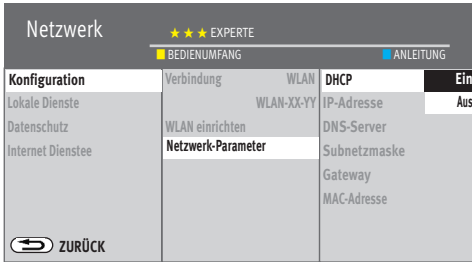 Netzwerk
★ ★ ★ EXPERTE
BEDIENUMFANG
ANLEITUNG
Konfiguration
Lokale Dienste
Datenschutz
Internet Dienstee
ZURÜCK
Verbindung WLAN
WLAN-XX-YY
WLAN einrichten
Netzwerk-Parameter
DHCP
IP-Adresse
DNS-Server
Subnetzmaske
Gateway
MAC-Adresse
Ein
Aus